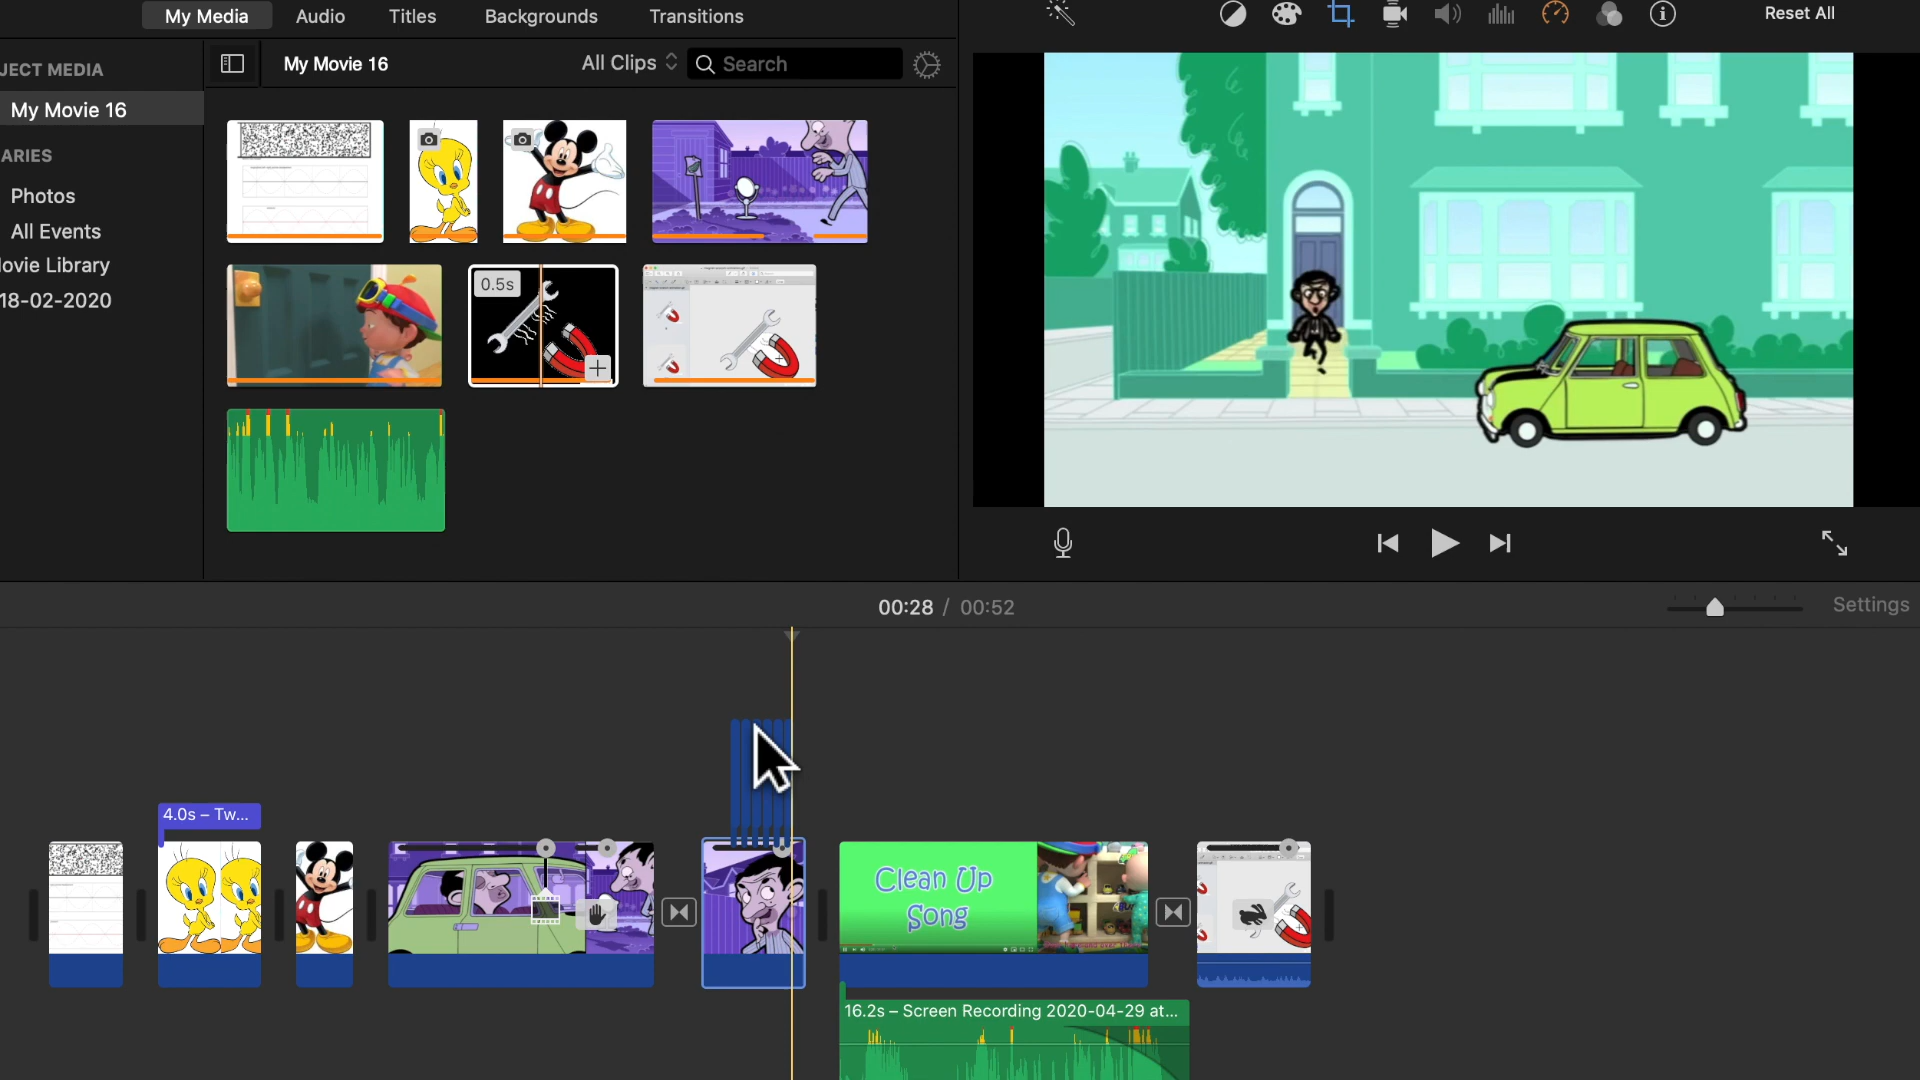 My Media Audio Titles Backgrounds Transitions Reset All
JECT MEDIA My Movie 16 All Clips Search
My Movie 16
ARIES
Photos
All Events
ovie Library
18-02-2020
0.5s
00:28 / 00:52 Settings
4.0s – Tw...
Clean Up
Song
16.2s – Screen Recording 2020-04-29 at...